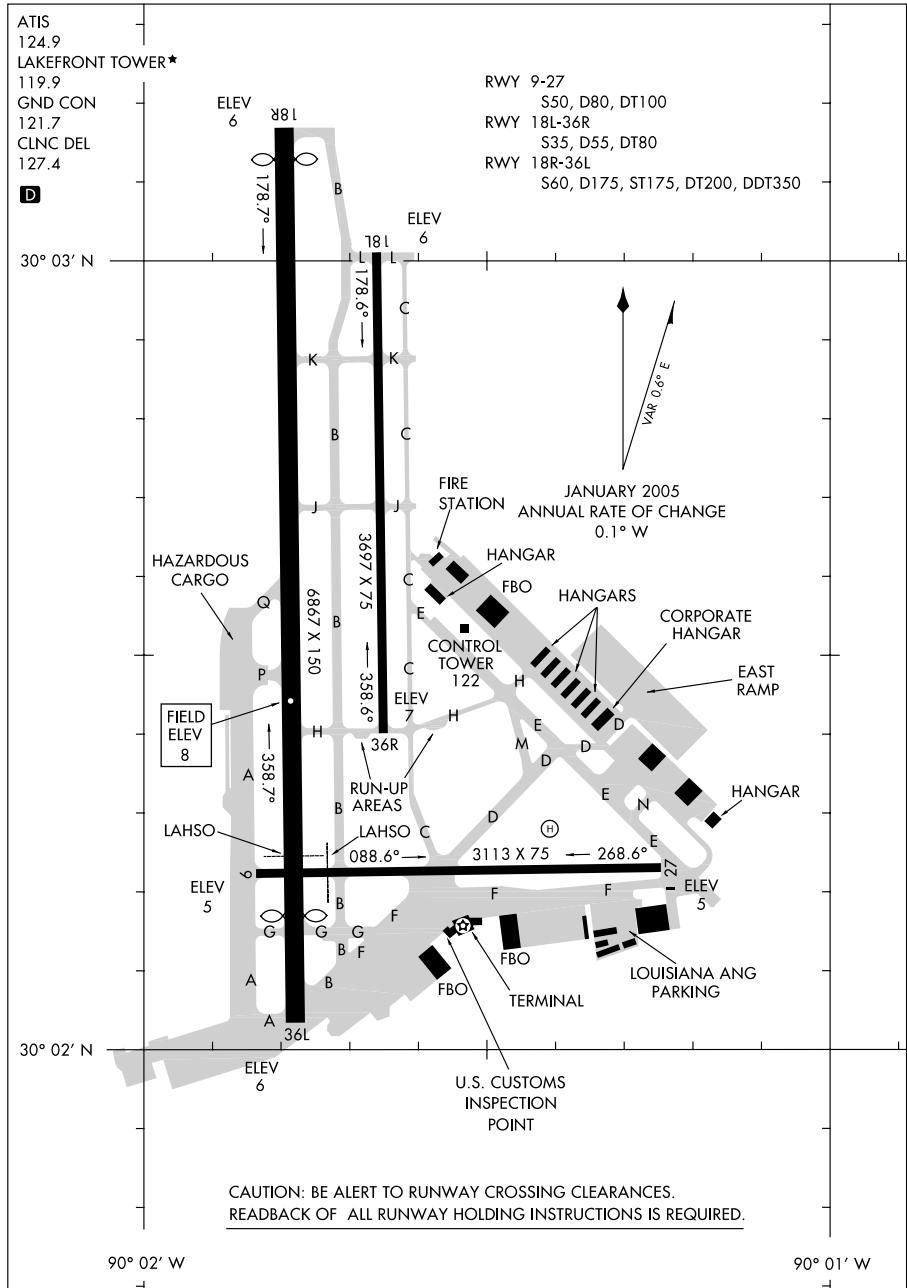 ATIS
124.9
LAKEFRONT TOWER★
119.9
GND CON
121.7
CLNC DEL
127.4
D
RWY 9-27
S50, D80, DT100
RWY 18L-36R
S35, D55, DT80
RWY 18R-36L
S60, D175, ST175, DT200, DDT350
ELEV
6
18R
178.7°
B
ELEV
6
18L
30° 03' N
L
L
178.6°
C
K
K
VAR 0.6° E
B
C
JANUARY 2005
ANNUAL RATE OF CHANGE
0.1° W
FIRE
STATION
J
J
3697 X 75
HAZARDOUS
CARGO
HANGAR
FBO
HANGARS
C
Q
6867 X 150
B
E
CORPORATE
HANGAR
CONTROL
TOWER
122
EAST
RAMP
P
C
358.6°
H
ELEV
7
FIELD
ELEV
8
H
H
36R
E
D
M
D
D
358.7°
A
RUN-UP
AREAS
E
N
HANGAR
B
LAHSO
LAHSO
C
D
H
E
088.6°
3113 X 75
268.6°
9
27
ELEV
5
ELEV
5
B
F
F
F
G
G
G
B
F
A
B
FBO
FBO
TERMINAL
LOUISIANA ANG
PARKING
A
36L
30° 02' N
ELEV
6
U.S. CUSTOMS
INSPECTION
POINT
CAUTION: BE ALERT TO RUNWAY CROSSING CLEARANCES.
READBACK OF ALL RUNWAY HOLDING INSTRUCTIONS IS REQUIRED.
90° 02' W
90° 01' W